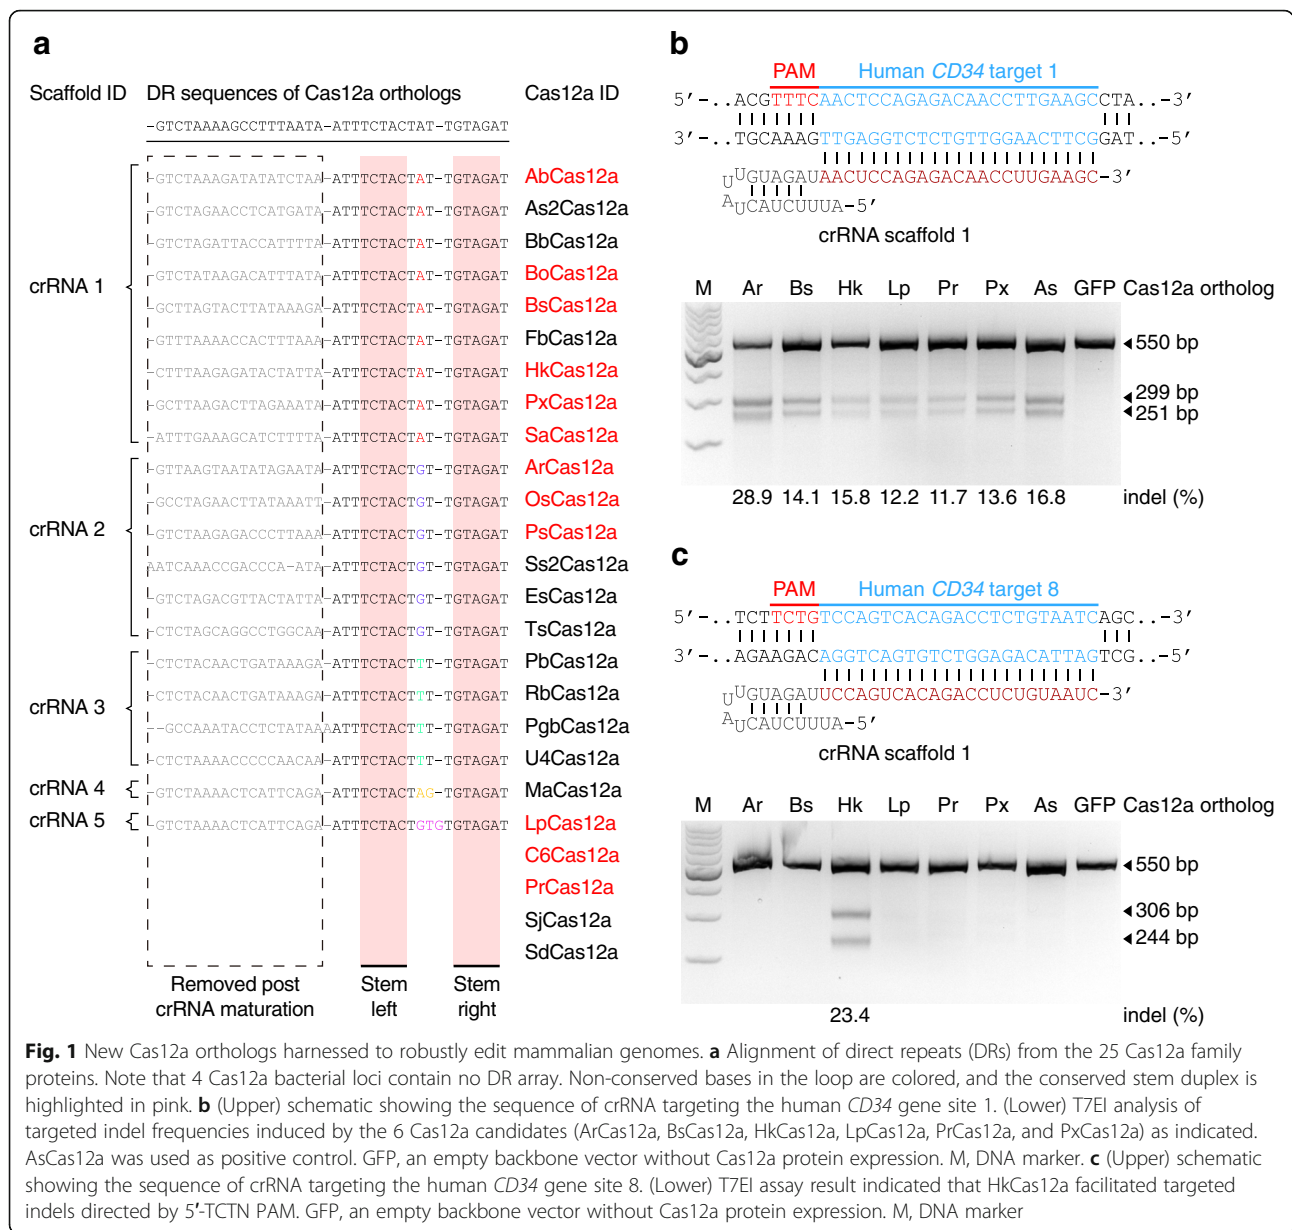 a
Scaffold ID DR sequences of Cas12a orthologs Cas12a ID
-GTCTAAAAGCCTTTAATA-ATTTCTACTAT-TGTAGAT
crRNA 1
-GTCTAAAGATATATCTAA-ATTTCTACTAT-TGTAGAT AbCas12a
-GTCTAGAACCTCATGATA-ATTTCTACTAT-TGTAGAT As2Cas12a
-GTCTAGATTACCATTTTA-ATTTCTACTAT-TGTAGAT BbCas12a
-GTCTATAAGACATTTATA-ATTTCTACTAT-TGTAGAT BoCas12a
-GCTTAGTACTTATAAAGA-ATTTCTACTAT-TGTAGAT BsCas12a
-GTTTAAAACCACTTTAAA-ATTTCTACTAT-TGTAGAT FbCas12a
-CTTTAAGAGATACTATTA-ATTTCTACTAT-TGTAGAT HkCas12a
-GCTTAAGACTTAGAAATA-ATTTCTACTAT-TGTAGAT PxCas12a
-ATTTGAAAGCATCTTTTA-ATTTCTACTAT-TGTAGAT SaCas12a
crRNA 2
-GTTAAGTAATATAGAATA-ATTTCTACTGT-TGTAGAT ArCas12a
-GCCTAGAACTTATAAATT-ATTTCTACTGT-TGTAGAT OsCas12a
-GTCTAAGAGACCCTTAAA-ATTTCTACTGT-TGTAGAT PsCas12a
AATCAAACCGACCCA-ATA-ATTTCTACTGT-TGTAGAT Ss2Cas12a
-GTCTAGACGTTACTATTA-ATTTCTACTGT-TGTAGAT EsCas12a
-CTCTAGCAGGCCTGGCAA-ATTTCTACTGT-TGTAGAT TsCas12a
crRNA 3
-CTCTACAACTGATAAAGA-ATTTCTACTTT-TGTAGAT PbCas12a
-CTCTACAACTGATAAAGA-ATTTCTACTTT-TGTAGAT RbCas12a
--GCCAAATACCTCTATAAAATTTCTACTTT-TGTAGAT PgbCas12a
-CTCTAAAACCCCCAACAA-ATTTCTACTTT-TGTAGAT U4Cas12a
crRNA 4 -GTCTAAAACTCATTCAGA-ATTTCTACTAG-TGTAGAT MaCas12a
crRNA 5 -GTCTAAAACTCATTCAGA-ATTTCTACTGTGTGTAGAT LpCas12a
C6Cas12a
PrCas12a
SjCas12a
SdCas12a
Removed post crRNA maturation
Stem left
Stem right
b
PAM Human CD34 target 1
5′-..ACGTTTCAACTCCAGAGACAACCTTGAAGCCTA..-3′
3′-..TGCAAAGTTGAGGTCTCTGTTGGAACTTCGGAT..-5′
UUGUAGAUAACUCCAGAGACAACCUUGAAGC-3′
AUCAUCUUUA-5′
crRNA scaffold 1
M Ar Bs Hk Lp Pr Px As GFP Cas12a ortholog
550 bp
299 bp
251 bp
28.9 14.1 15.8 12.2 11.7 13.6 16.8 indel (%)
c
PAM Human CD34 target 8
5′-..TCTTCTGTCCAGTCACAGACCTCTGTAATCAGC..-3′
3′-..AGAAGACAGGTCAGTGTCTGGAGACATTAGTCG..-5′
UUGUAGAUUCCAGUCACAGACCUCUGUAAUC-3′
AUCAUCUUUA-5′
crRNA scaffold 1
M Ar Bs Hk Lp Pr Px As GFP Cas12a ortholog
550 bp
306 bp
244 bp
23.4 indel (%)
Fig. 1 New Cas12a orthologs harnessed to robustly edit mammalian genomes. a Alignment of direct repeats (DRs) from the 25 Cas12a family
proteins. Note that 4 Cas12a bacterial loci contain no DR array. Non-conserved bases in the loop are colored, and the conserved stem duplex is
highlighted in pink. b (Upper) schematic showing the sequence of crRNA targeting the human CD34 gene site 1. (Lower) T7EI analysis of
targeted indel frequencies induced by the 6 Cas12a candidates (ArCas12a, BsCas12a, HkCas12a, LpCas12a, PrCas12a, and PxCas12a) as indicated.
AsCas12a was used as positive control. GFP, an empty backbone vector without Cas12a protein expression. M, DNA marker. c (Upper) schematic
showing the sequence of crRNA targeting the human CD34 gene site 8. (Lower) T7EI assay result indicated that HkCas12a facilitated targeted
indels directed by 5′-TCTN PAM. GFP, an empty backbone vector without Cas12a protein expression. M, DNA marker